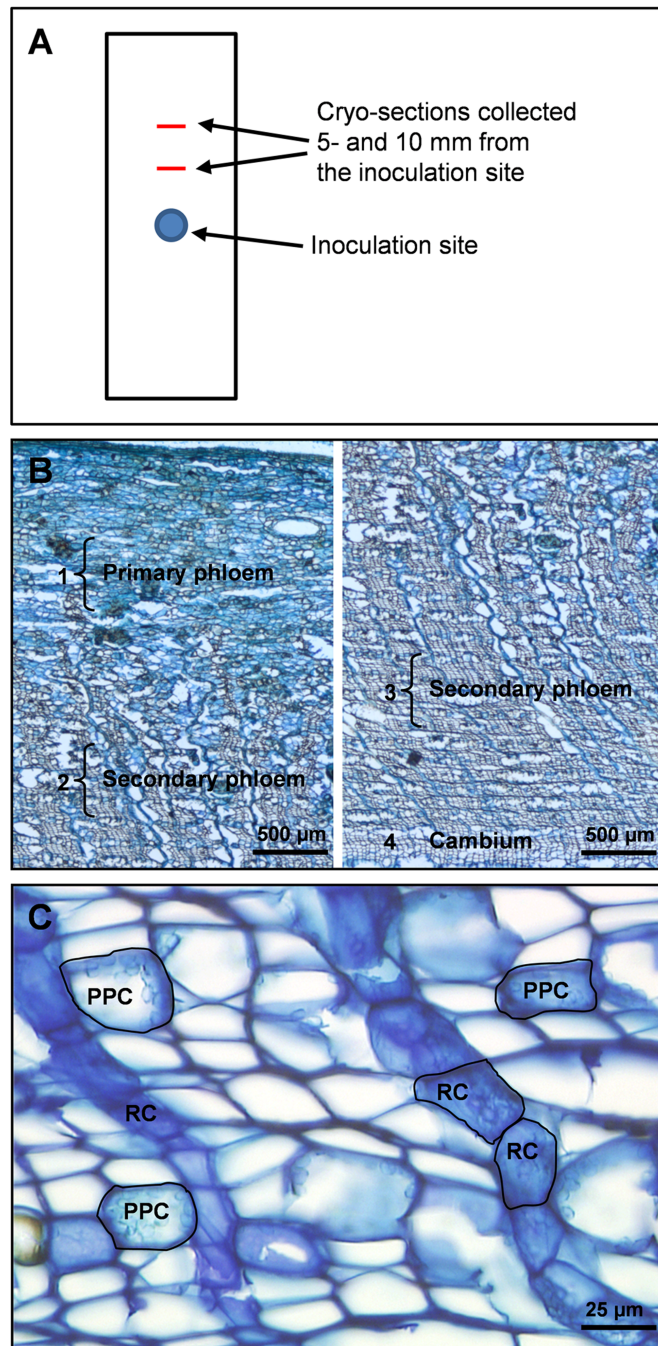 A
Cryo-sections collected
5- and 10 mm from
the inoculation site
Inoculation site
B
1 Primary phloem
2 Secondary phloem
500 µm
3 Secondary phloem
4 Cambium
500 µm
C
PPC
PPC
RC
RC
RC
PPC
25 µm